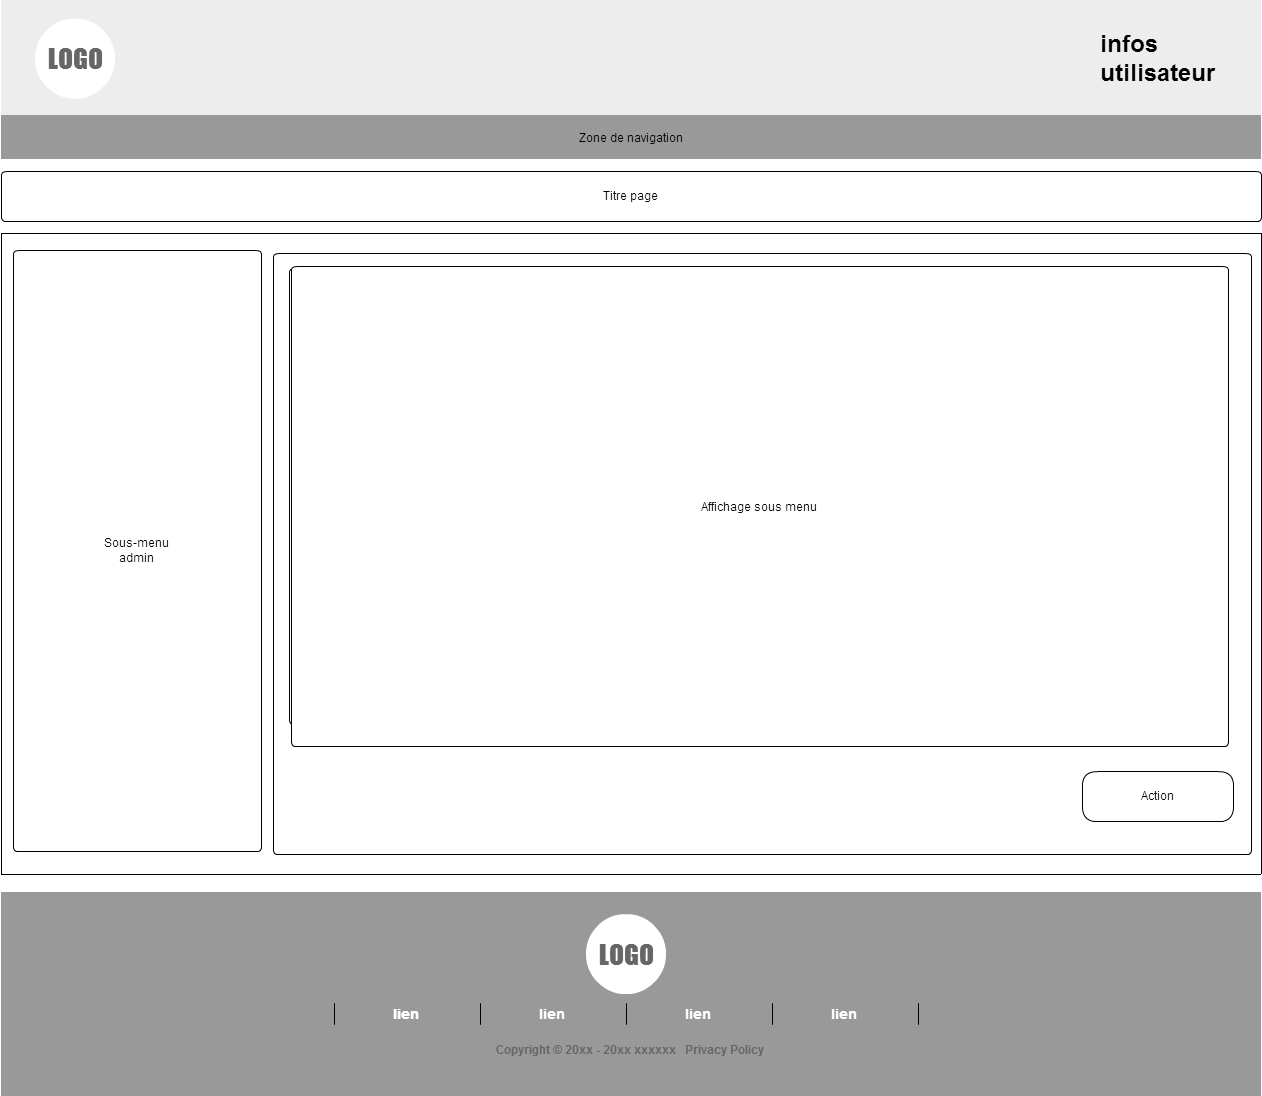 LOGO
infos
utilisateur
Zone de navigation
Titre page
Sous-menu
admin
Affichage sous menu
Action
LOGO
lien lien lien lien
Copyright © 20xx - 20xx xxxxxx Privacy Policy